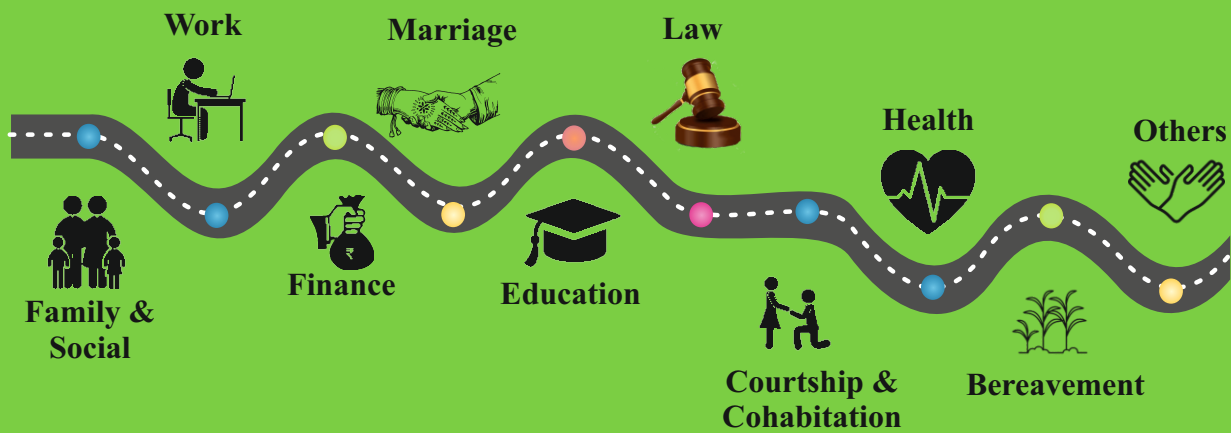 Work
Marriage
Law
Health
Others
₹
Finance
Education
Family &
Social
Courtship &
Cohabitation
Bereavement